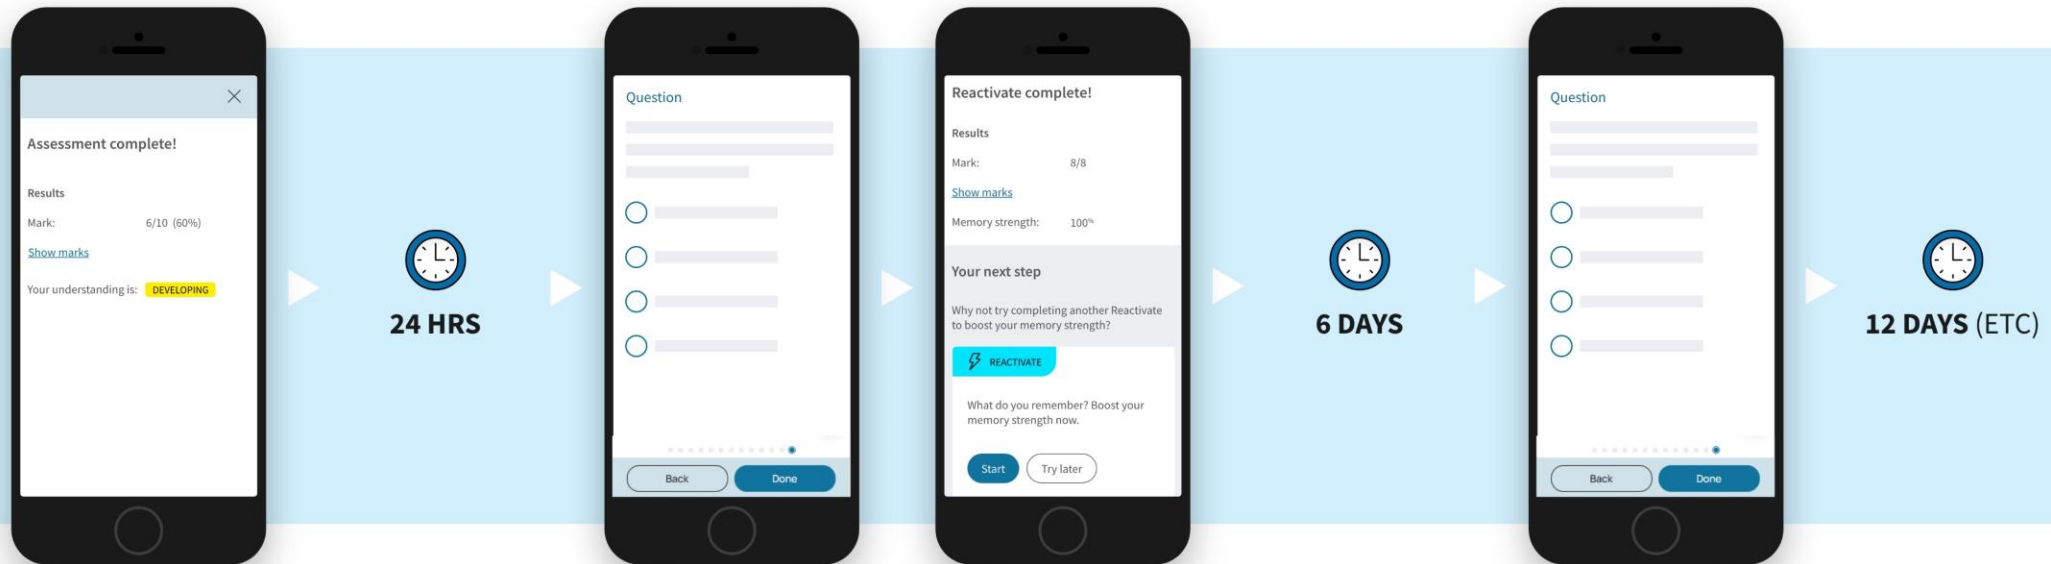 Assessment complete!
Results
Mark: 6/10 (60%)
Show marks
Your understanding is: DEVELOPING
24 HRS
Question
Back Done
Reactivate complete!
Results
Mark: 8/8
Show marks
Memory strength: 100%
Your next step
Why not try completing another Reactivate
to boost your memory strength?
REACTIVATE
What do you remember? Boost your
memory strength now.
Start Try later
6 DAYS
Question
Back Done
12 DAYS (ETC)